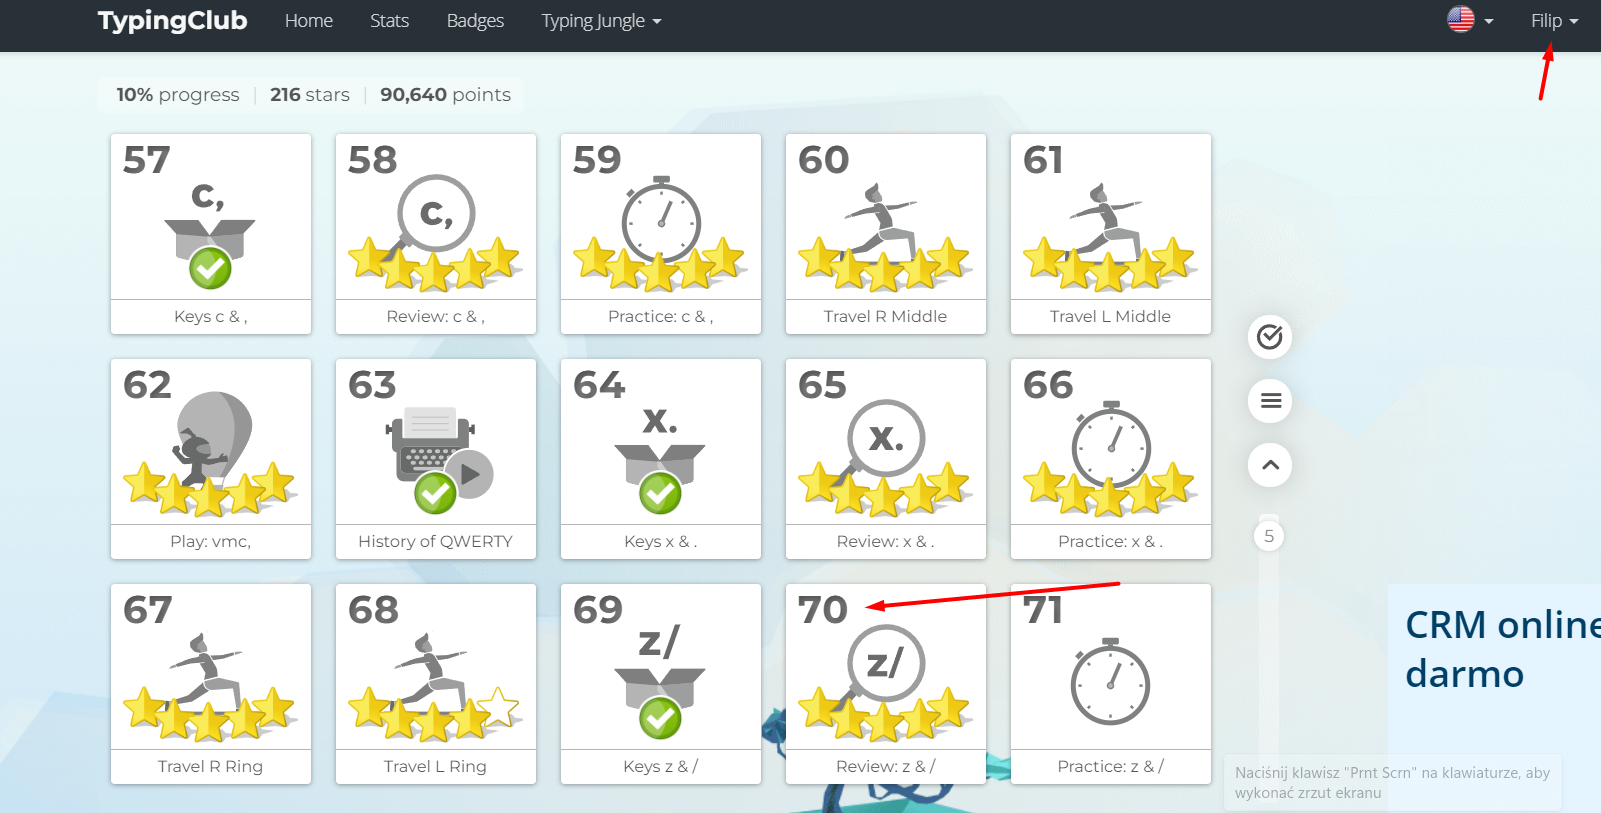 TypingClub Home Stats Badges Typing Jungle Filip
10% progress 216 stars 90,640 points
57 58 59 60 61
c, c,
Keys c & , Review: c & , Practice: c & , Travel R Middle Travel L Middle
62 63 64 65 66
x. x.
Play: vmc, History of QWERTY Keys x & . Review: x & . Practice: x & .
5
67 68 69 70 71
z/ z/
Travel R Ring Travel L Ring Keys z & / Review: z & / Practice: z & /
CRM online
darmo
Naciśnij klawisz "Prnt Scrn" na klawiaturze, aby
wykonać zrzut ekranu